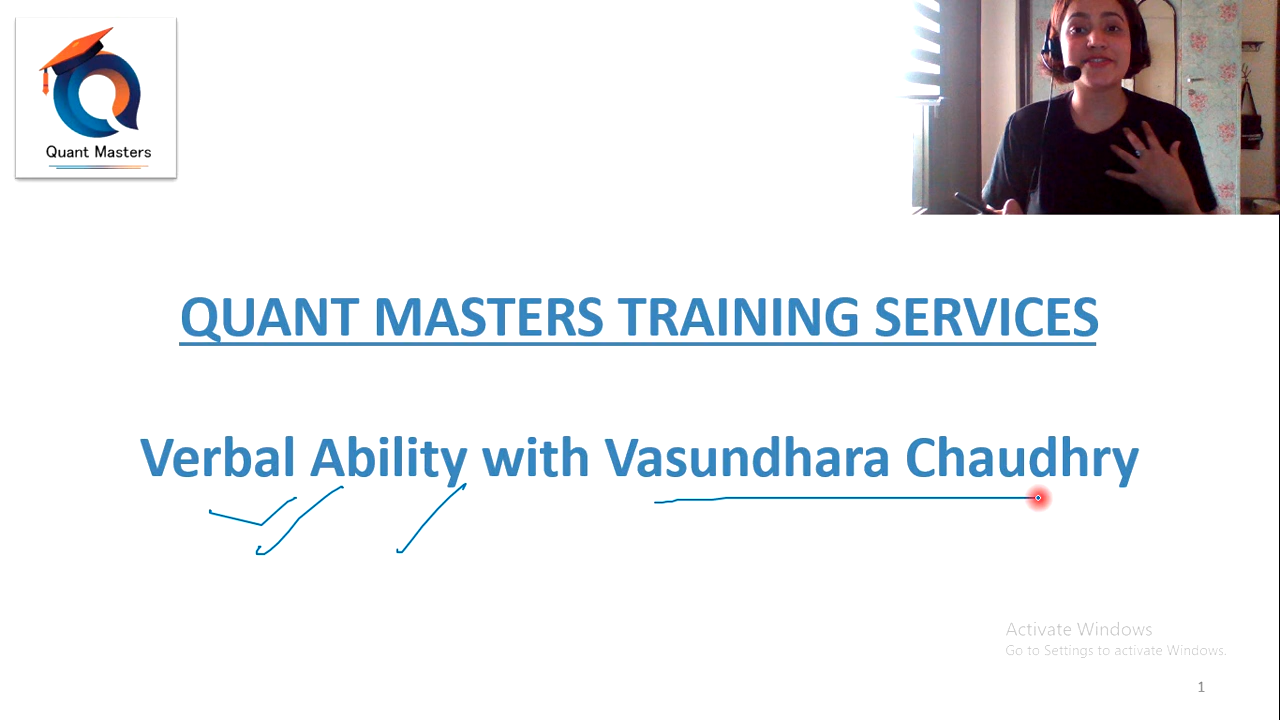 Quant Masters
QUANT MASTERS TRAINING SERVICES
Verbal Ability with Vasundhara Chaudhry
Activate Windows
Go to Settings to activate Windows.
1